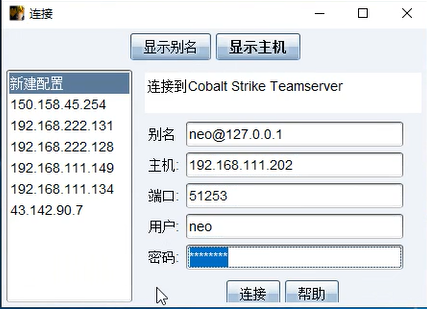 连接
显示别名 显示主机
新建配置
150.158.45.254
192.168.222.131
192.168.222.128
192.168.111.149
192.168.111.134
43.142.90.7
连接到Cobalt Strike Teamserver
别名 neo@127.0.0.1
主机: 192.168.111.202
端口: 51253
用户: neo
密码: ********
连接 帮助